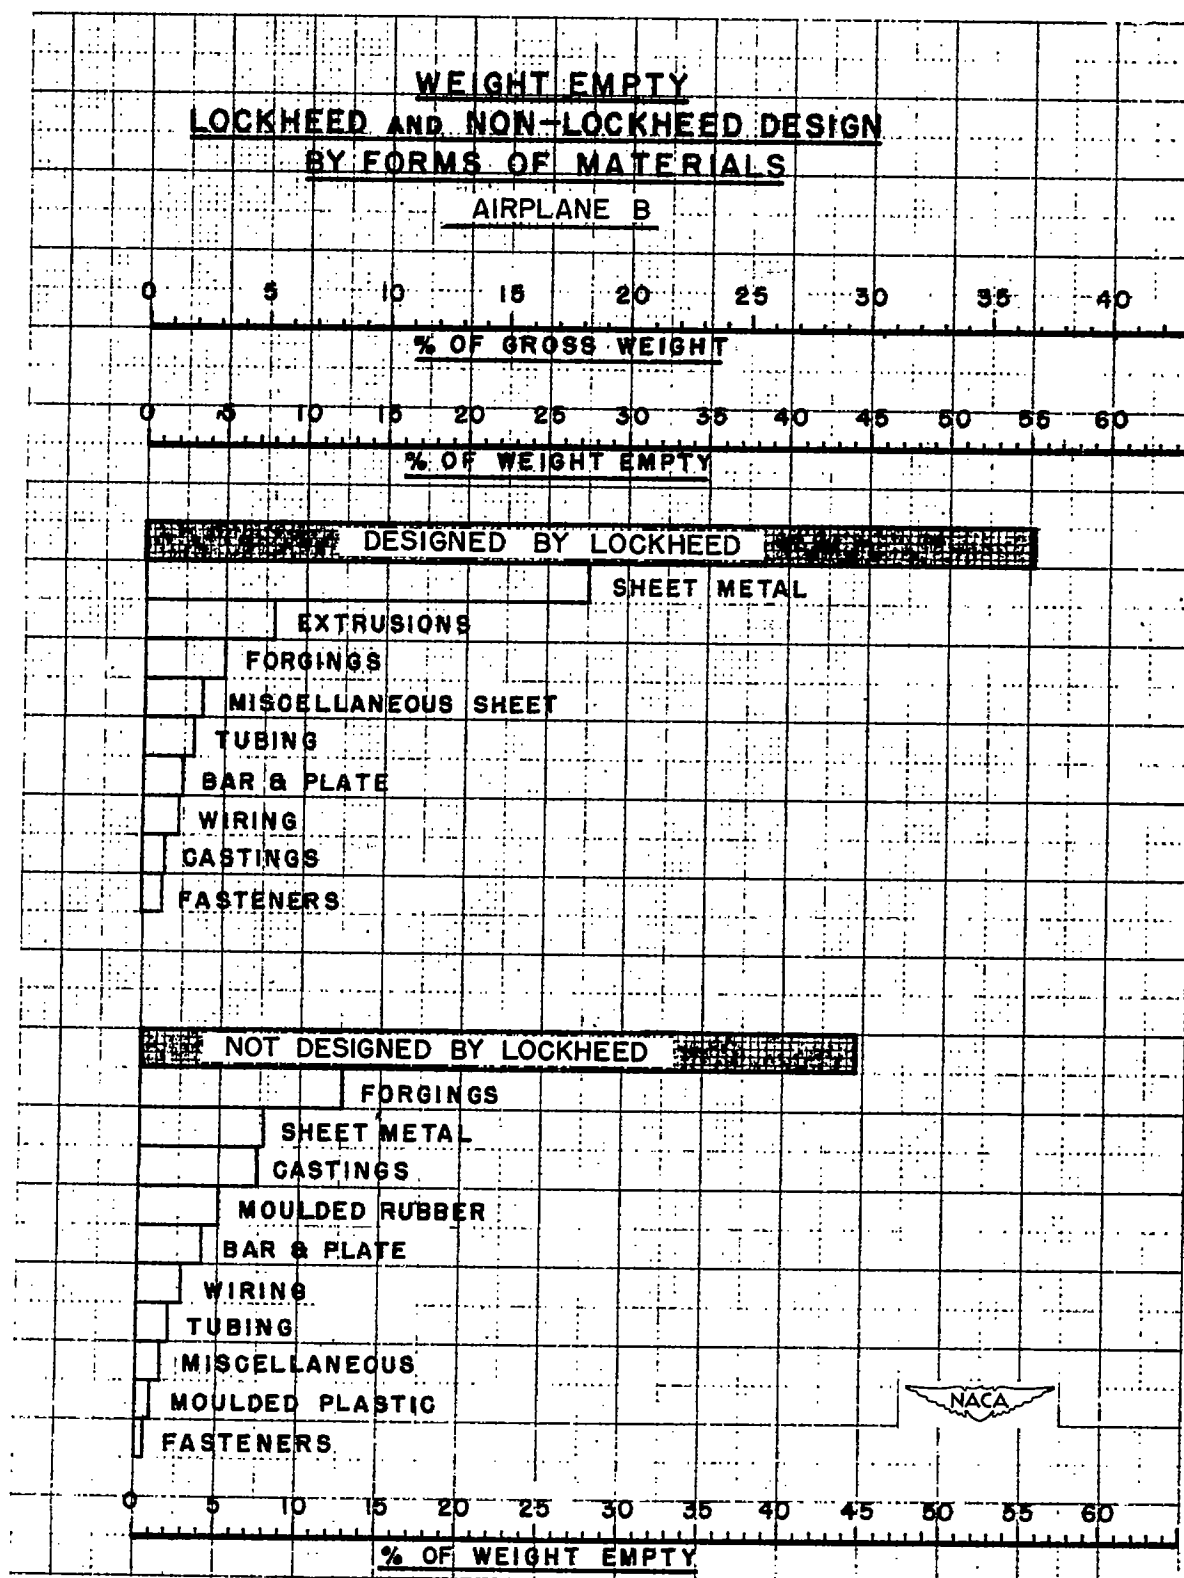 WEIGHT EMPTY
LOCKHEED AND NON-LOCKHEED DESIGN
BY FORMS OF MATERIALS
AIRPLANE B
0 5 10 15 20 25 30 35 40
% OF GROSS WEIGHT
0 5 10 15 20 25 30 35 40 45 50 55 60
% OF WEIGHT EMPTY
DESIGNED BY LOCKHEED
SHEET METAL
EXTRUSIONS
FORGINGS
MISCELLANEOUS SHEET
TUBING
BAR & PLATE
WIRING
CASTINGS
FASTENERS
NOT DESIGNED BY LOCKHEED
FORGINGS
SHEET METAL
CASTINGS
MOULDED RUBBER
BAR & PLATE
WIRING
TUBING
MISCELLANEOUS
MOULDED PLASTIC
NACA
FASTENERS
0 5 10 15 20 25 30 35 40 45 50 55 60
% OF WEIGHT EMPTY